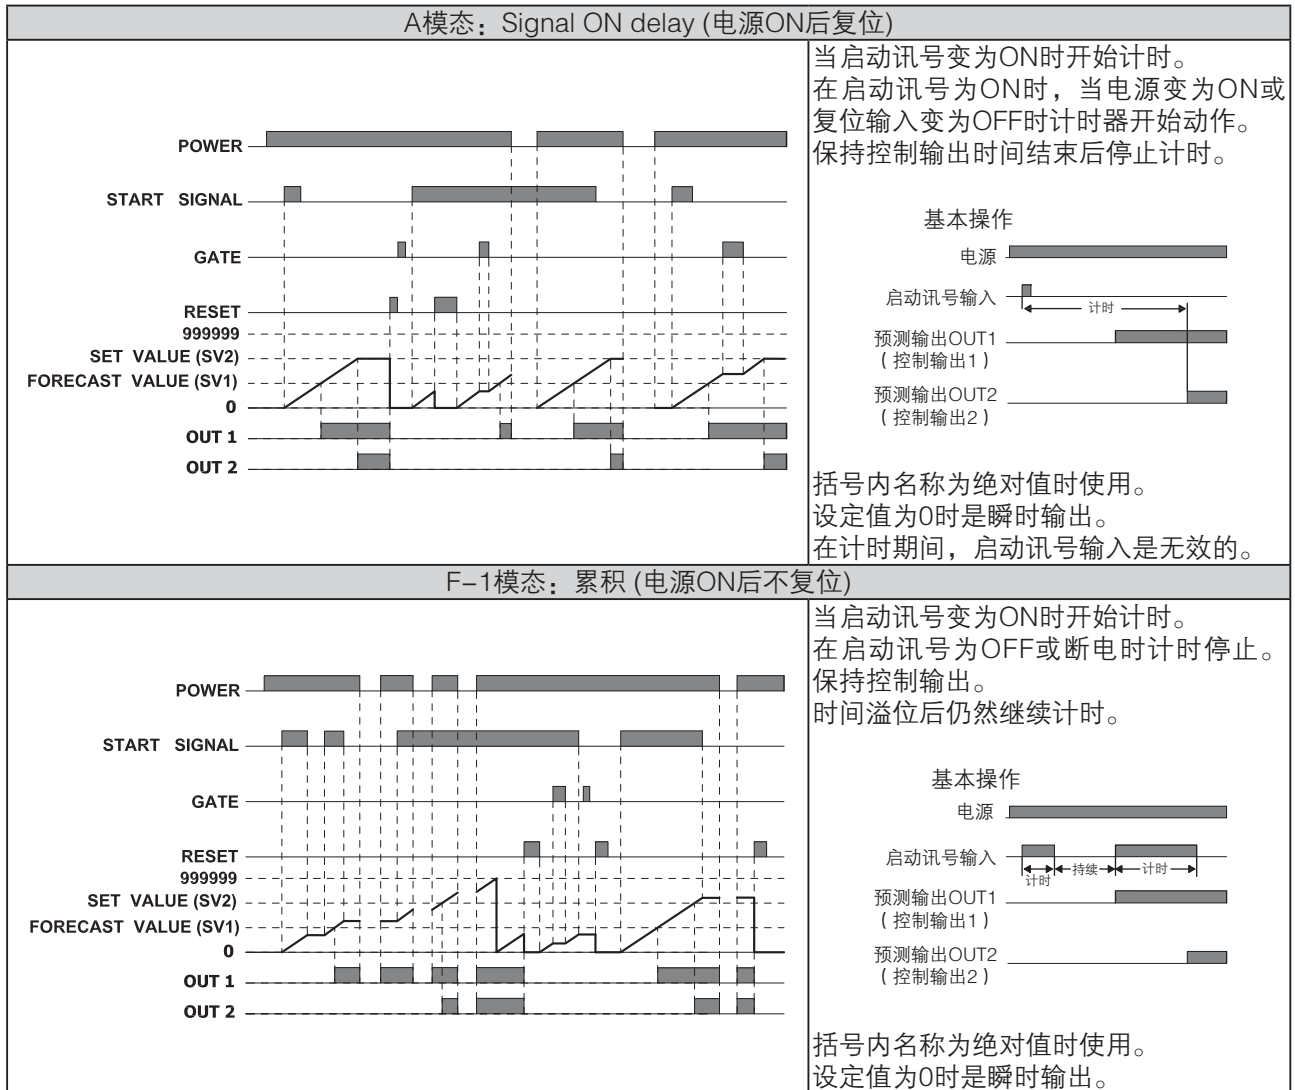 A模态：Signal ON delay (电源ON后复位)
POWER
START SIGNAL
GATE
RESET
999999
SET VALUE (SV2)
FORECAST VALUE (SV1)
0
OUT 1
OUT 2
当启动讯号变为ON时开始计时。
在启动讯号为ON时，当电源变为ON或
复位输入变为OFF时计时器开始动作。
保持控制输出时间结束后停止计时。
基本操作
电源
启动讯号输入
计时
预测输出OUT1
（控制输出1）
预测输出OUT2
（控制输出2）
括号内名称为绝对值时使用。
设定值为0时是瞬时输出。
在计时期间，启动讯号输入是无效的。
F-1模态：累积 (电源ON后不复位)
POWER
START SIGNAL
GATE
RESET
999999
SET VALUE (SV2)
FORECAST VALUE (SV1)
0
OUT 1
OUT 2
当启动讯号变为ON时开始计时。
在启动讯号为OFF或断电时计时停止。
保持控制输出。
时间溢位后仍然继续计时。
基本操作
电源
启动讯号输入
计时
持续
计时
预测输出OUT1
（控制输出1）
预测输出OUT2
（控制输出2）
括号内名称为绝对值时使用。
设定值为0时是瞬时输出。